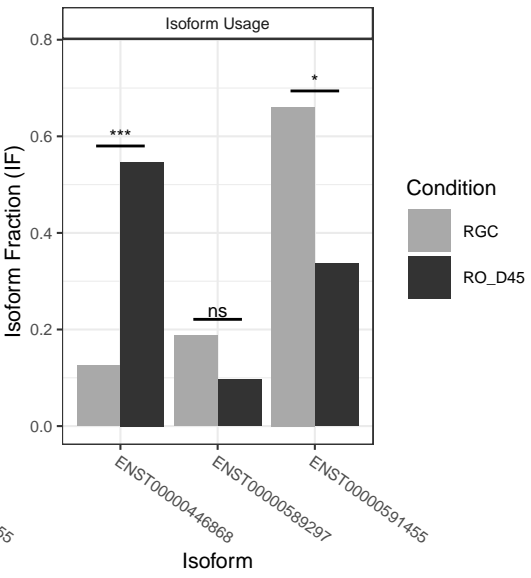 Isoform Usage
Isoform Fraction (IF)
0.8
0.6
0.4
0.2
0.0
***
ns
*
ENST00000446868
ENST00000589297
ENST00000591455
55
Isoform
Condition
RGC
RO_D45